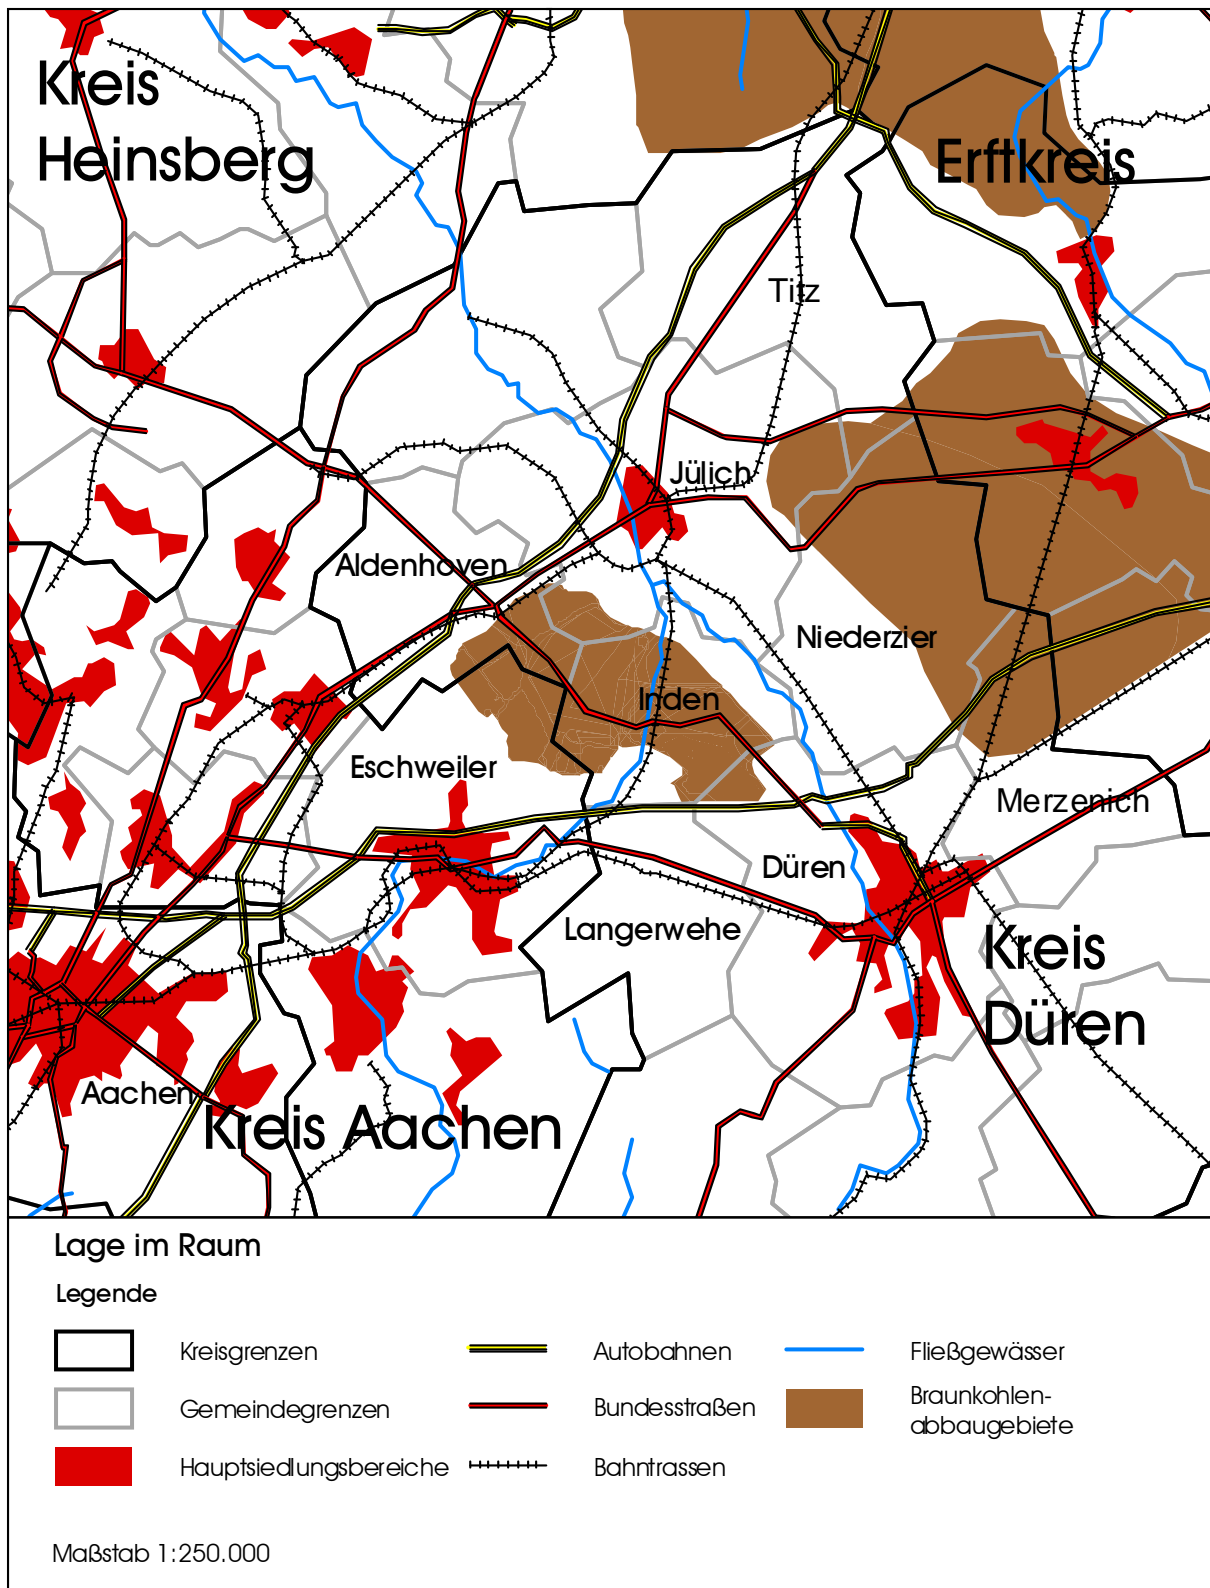 Kreis
Heinsberg
Erftkreis
Titz
Jülich
Aldenhoven
Niederzier
Inden
Eschweiler
Merzenich
Düren
Langerwehe
Kreis
Düren
Aachen
Kreis Aachen
Lage im Raum
Legende
Kreisgrenzen
Autobahnen
Fließgewässer
Gemeindegrenzen
Bundesstraßen
Braunkohlen-
abbaugebiete
Hauptsiedlungsbereiche
Bahntrassen
Maßstab 1:250.000